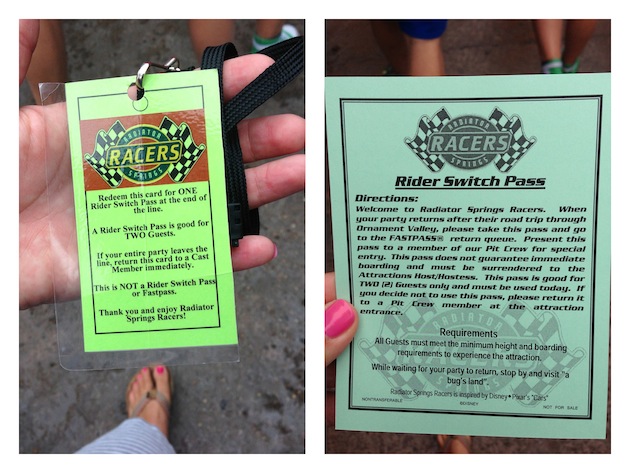 RADIATOR
RACERS
SPRINGS
Redeem this card for ONE
Rider Switch Pass at the end of
the line.
A Rider Switch Pass is good for
TWO Guests.
If your entire party leaves the
line, return this card to a Cast
Member immediately.
This is NOT a Rider Switch Pass
or Fastpass.
Thank you and enjoy Radiator
Springs Racers!
RADIATOR
RACERS
SPRINGS
Rider Switch Pass
Directions:
Welcome to Radiator Springs Racers. When
your party returns after their road trip through
Ornament Valley, please take this pass and go
to the FASTPASS® return queue. Present this
pass to a member of our Pit Crew for special
entry. This pass does not guarantee immediate
boarding and must be surrendered to the
Attractions Host/Hostess. This pass is good for
TWO (2) Guests only and must be used today. If
you decide not to use this pass, please return it
to a Pit Crew member at the attraction
entrance.
Requirements
All Guests must meet the minimum height and boarding
requirements to experience the attraction.
While waiting for your party to return, stop by and visit "a
bug's land".
Radiator Springs Racers is inspired by Disney•Pixar's "Cars"
NONTRANSFERABLE ©DISNEY NOT FOR SALE